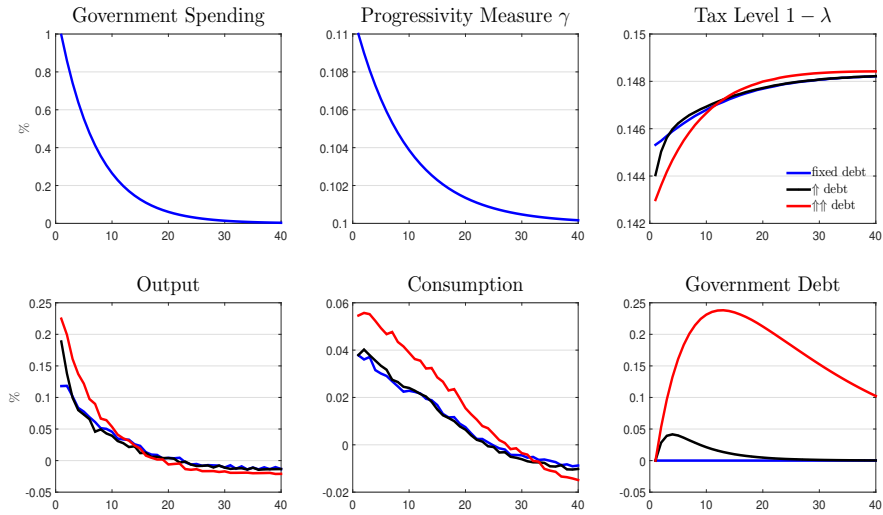 Government Spending
Progressivity Measure γ
Tax Level 1 − λ
1
0.8
0.6
0.4
0.2
0
%
0 10 20 30 40
0.11
0.108
0.106
0.104
0.102
0.1
0 10 20 30 40
0.15
0.148
0.146
0.144
0.142
0 10 20 30 40
fixed debt
⇑ debt
⇑⇑ debt
Output
Consumption
Government Debt
0.25
0.2
0.15
0.1
0.05
0
-0.05
%
0 10 20 30 40
0.06
0.04
0.02
0
-0.02
0 10 20 30 40
0.25
0.2
0.15
0.1
0.05
0
-0.05
0 10 20 30 40